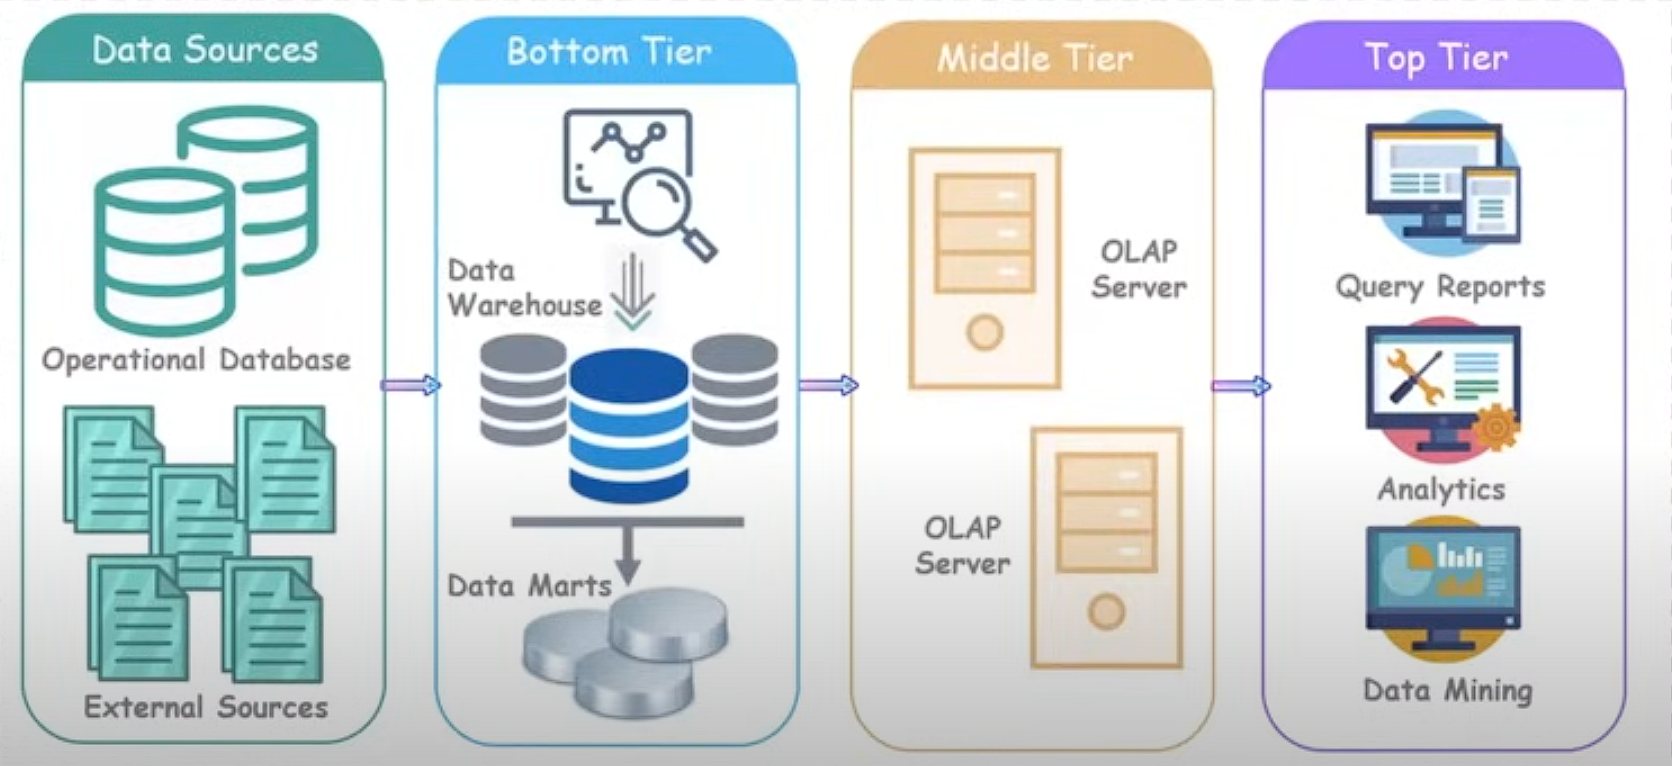 Data Sources
Operational Database
External Sources
Bottom Tier
Data
Warehouse
Data Marts
Middle Tier
OLAP
Server
OLAP
Server
Top Tier
Query Reports
Analytics
Data Mining